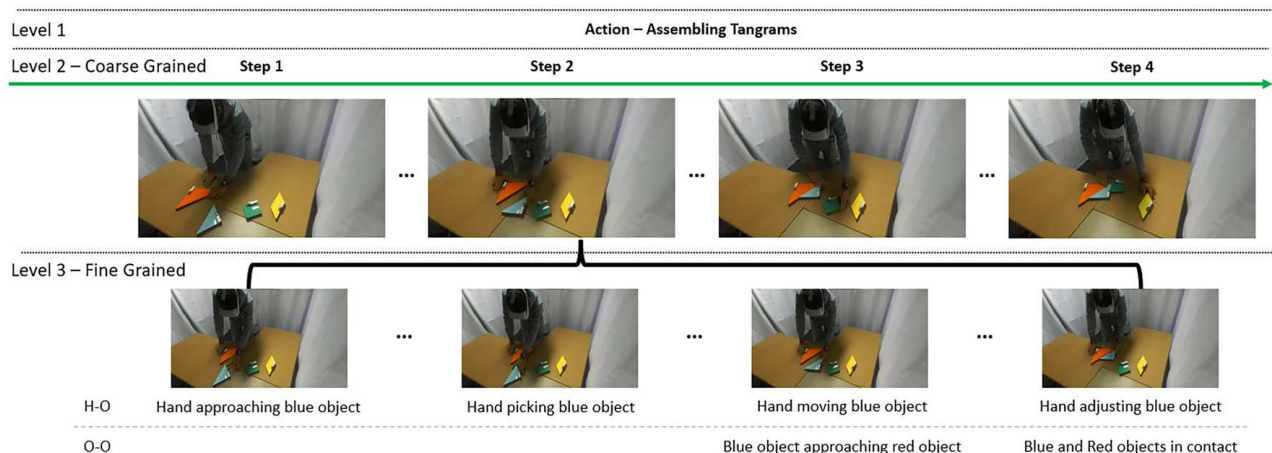 Level 1
Action – Assembling Tangrams
Level 2 – Coarse Grained
Step 1
Step 2
Step 3
Step 4
...
...
...
Level 3 – Fine Grained
...
...
...
H-O
Hand approaching blue object
Hand picking blue object
Hand moving blue object
Hand adjusting blue object
O-O
Blue object approaching red object
Blue and Red objects in contact